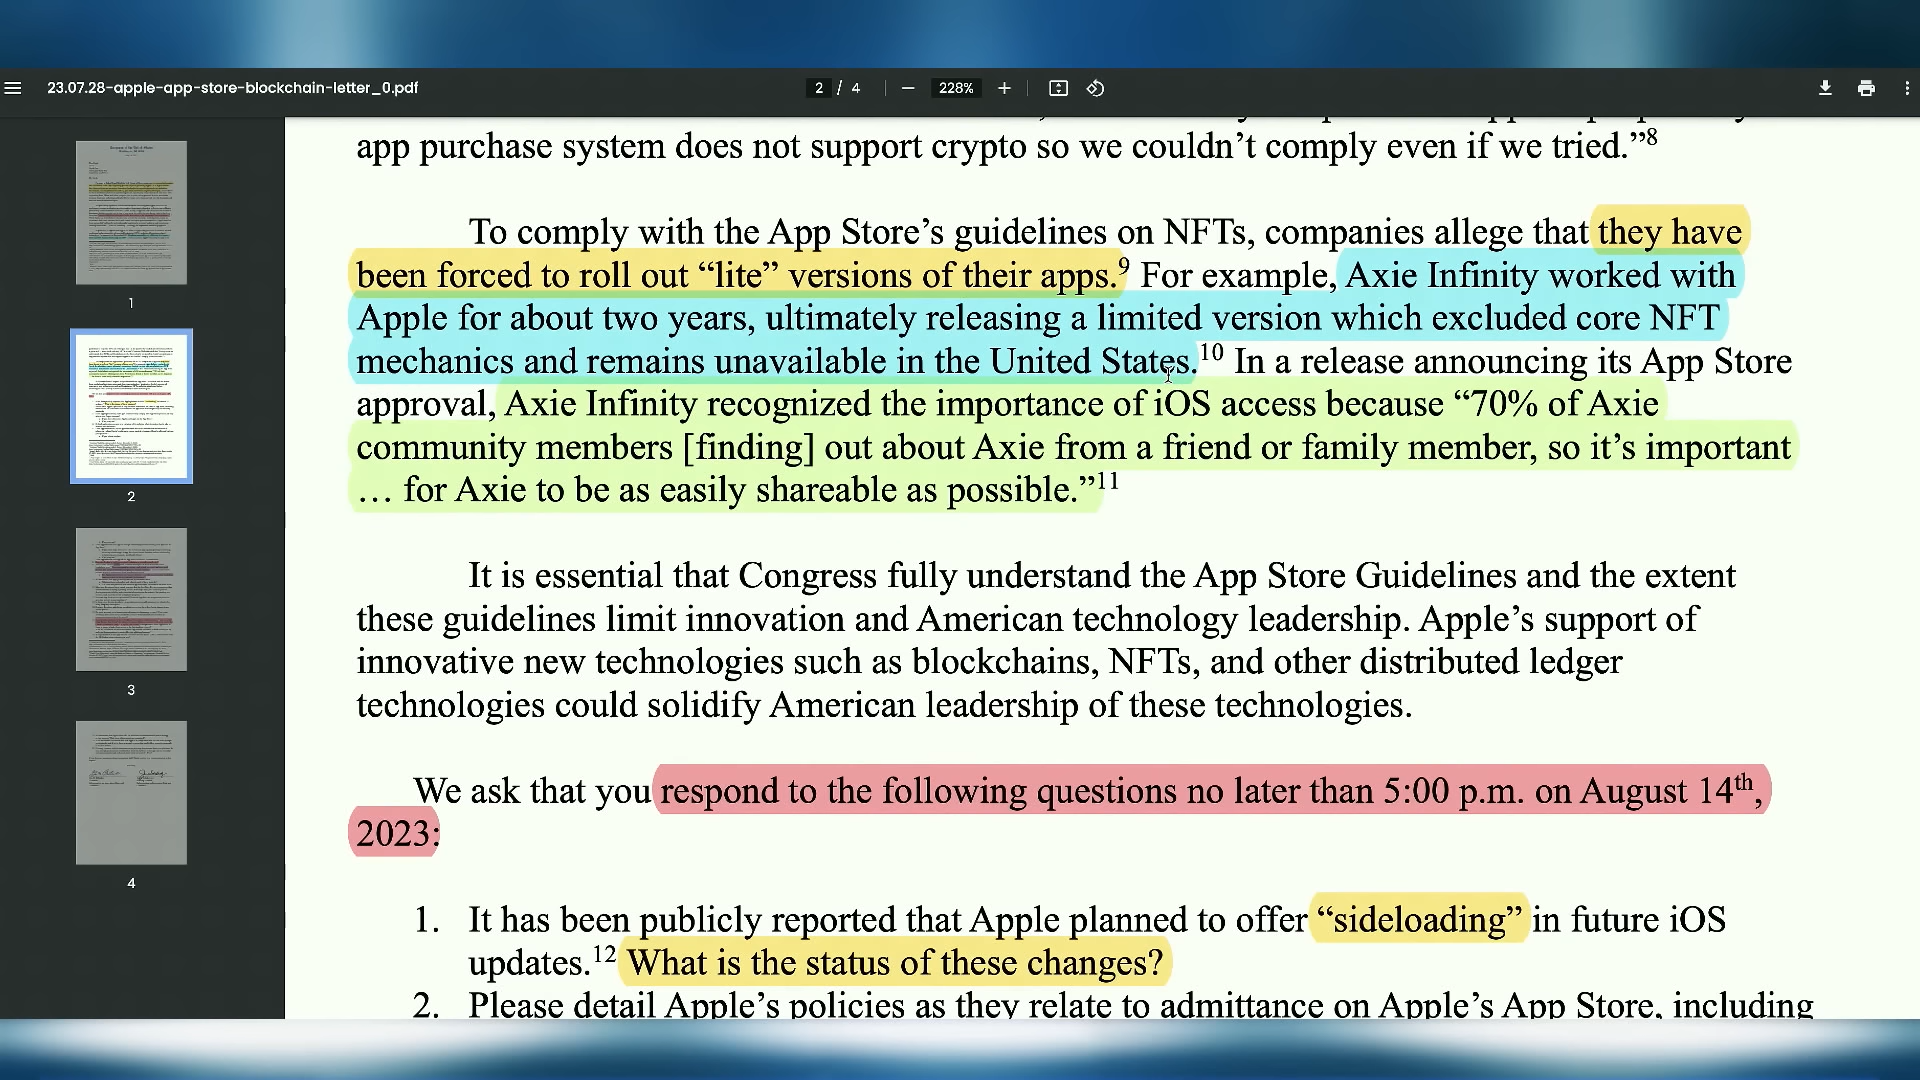 23.07.28-apple-app-store-blockchain-letter_0.pdf
2 / 4
228%
app purchase system does not support crypto so we couldn’t comply even if we tried.”8
To comply with the App Store’s guidelines on NFTs, companies allege that they have
been forced to roll out “lite” versions of their apps.9 For example, Axie Infinity worked with
Apple for about two years, ultimately releasing a limited version which excluded core NFT
mechanics and remains unavailable in the United States.10 In a release announcing its App Store
approval, Axie Infinity recognized the importance of iOS access because “70% of Axie
community members [finding] out about Axie from a friend or family member, so it’s important
… for Axie to be as easily shareable as possible.”11
It is essential that Congress fully understand the App Store Guidelines and the extent
these guidelines limit innovation and American technology leadership. Apple’s support of
innovative new technologies such as blockchains, NFTs, and other distributed ledger
technologies could solidify American leadership of these technologies.
We ask that you respond to the following questions no later than 5:00 p.m. on August 14th,
2023:
1. It has been publicly reported that Apple planned to offer “sideloading” in future iOS
updates.12 What is the status of these changes?
2. Please detail Apple’s policies as they relate to admittance on Apple’s App Store, including
1
2
3
4